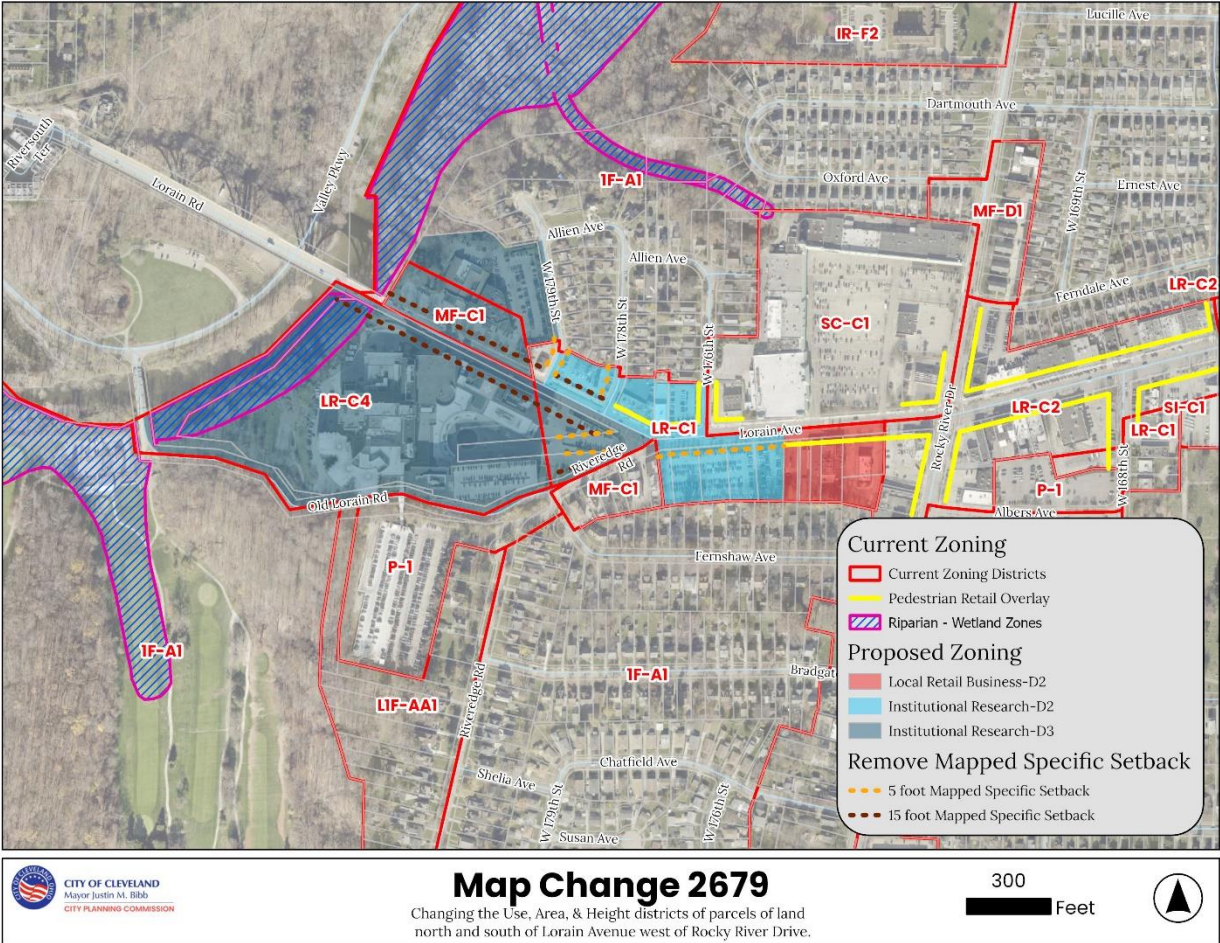 Lucille Ave
IR-F2
Dartmouth Ave
Riversouth
Ter
Lorain Rd
Valley Pkwy
1F-A1
Oxford Ave
W 169th St
Ernest Ave
MF-D1
Allien Ave
Allien Ave
W 179th St
W 178th St
W 176th St
Ferndale Ave
LR-C2
MF-C1
SC-C1
LR-C4
LR-C1
Lorain Ave
Rocky River Dr
LR-C2
SI-C1
LR-C1
Riveredge
Rd
MF-C1
P-1
W 168th St
Old Lorain Rd
Albers Ave
Fernshaw Ave
P-1
1F-A1
1F-A1
Bradgat
L1F-AA1
Riveredge Rd
Shelia Ave
Chatfield Ave
W 179th St
W 176th St
Susan Ave
Current Zoning
Current Zoning Districts
Pedestrian Retail Overlay
Riparian - Wetland Zones
Proposed Zoning
Local Retail Business-D2
Institutional Research-D2
Institutional Research-D3
Remove Mapped Specific Setback
5 foot Mapped Specific Setback
15 foot Mapped Specific Setback
CITY OF CLEVELAND
Mayor Justin M. Bibb
CITY PLANNING COMMISSION
Map Change 2679
Changing the Use, Area, & Height districts of parcels of land
north and south of Lorain Avenue west of Rocky River Drive.
300
Feet